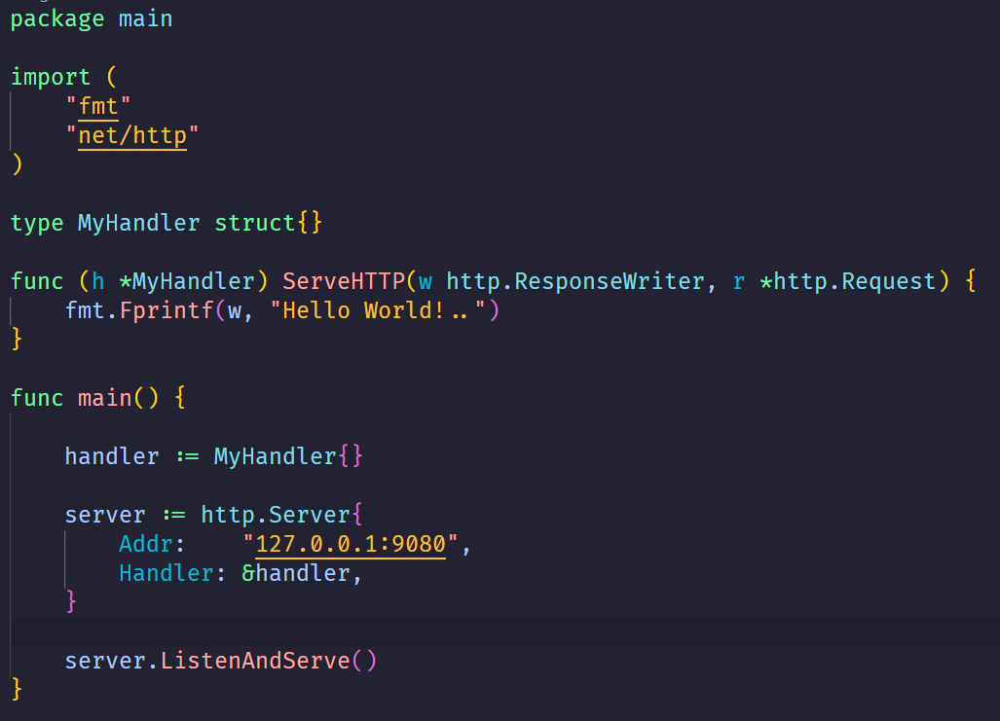 package main
import (
"fmt"
"net/http"
)
type MyHandler struct{}
func (h *MyHandler) ServeHTTP(w http.ResponseWriter, r *http.Request) {
fmt.Fprintf(w, "Hello World!..")
}
func main() {
handler := MyHandler{}
server := http.Server{
Addr:    "127.0.0.1:9080",
Handler: &handler,
}
server.ListenAndServe()
}